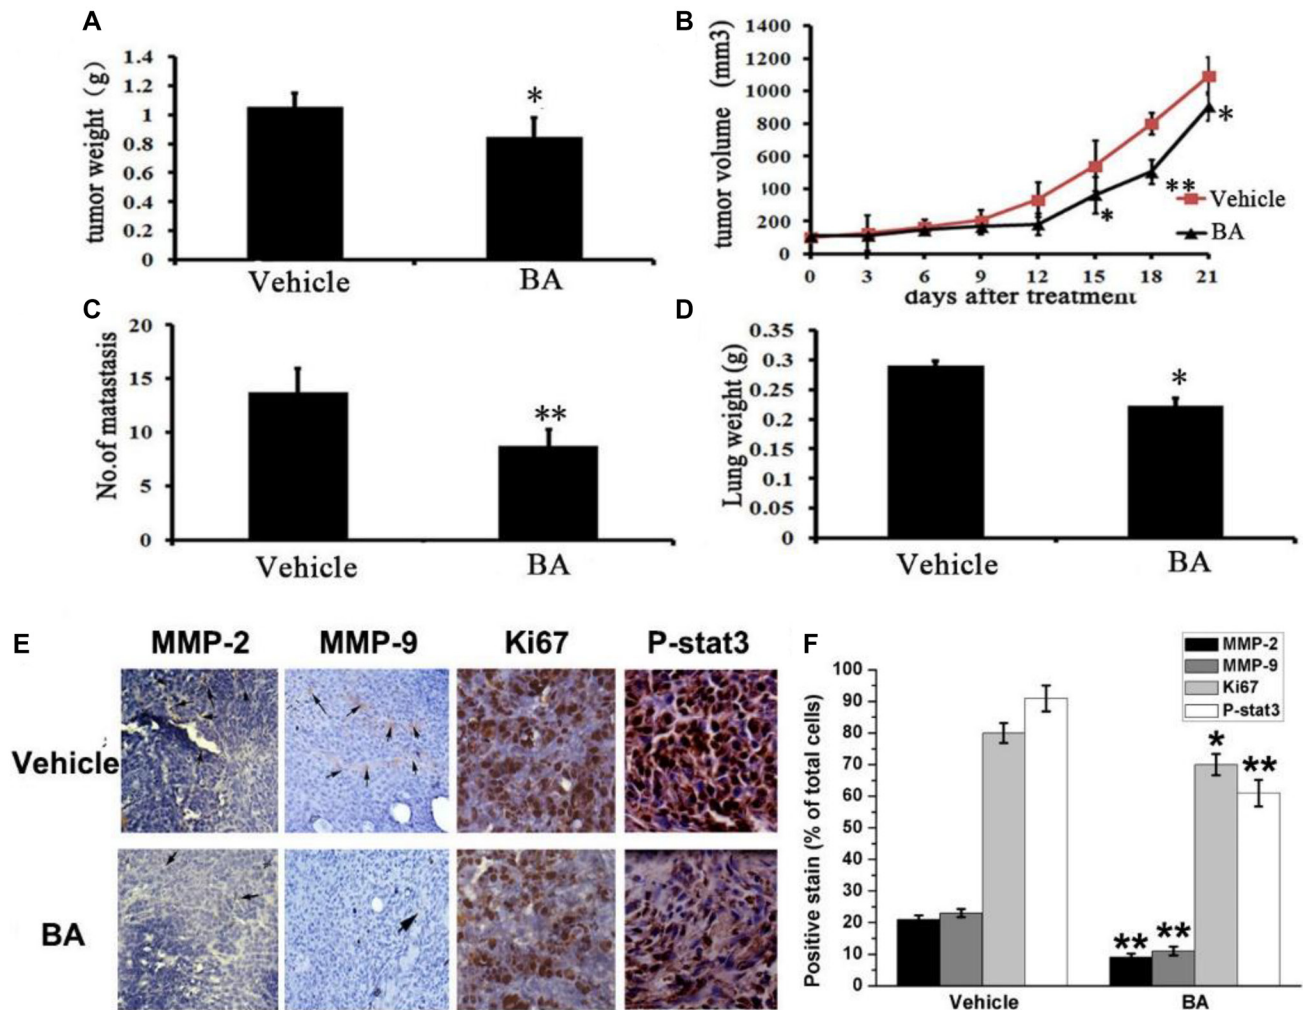 A
tumor weight (g)
1.4
1.2
1
0.8
0.6
0.4
0.2
0
*
Vehicle
BA
B
tumor volume (mm3)
1400
1200
1000
800
600
100
200
0
0 3 6 9 12 15 18 21
days after treatment
*
**
*
Vehicle
BA
C
No.of matastasis
20
15
10
5
0
**
Vehicle
BA
D
Lung weight (g)
0.35
0.3
0.25
0.2
0.15
0.1
0.05
0
*
Vehicle
BA
E
MMP-2 MMP-9 Ki67 P-stat3
Vehicle
BA
F
MMP-2
MMP-9
Ki67
P-stat3
Positive stain (% of total cells)
100
90
80
70
60
50
40
30
20
10
0
** ** * **
Vehicle
BA